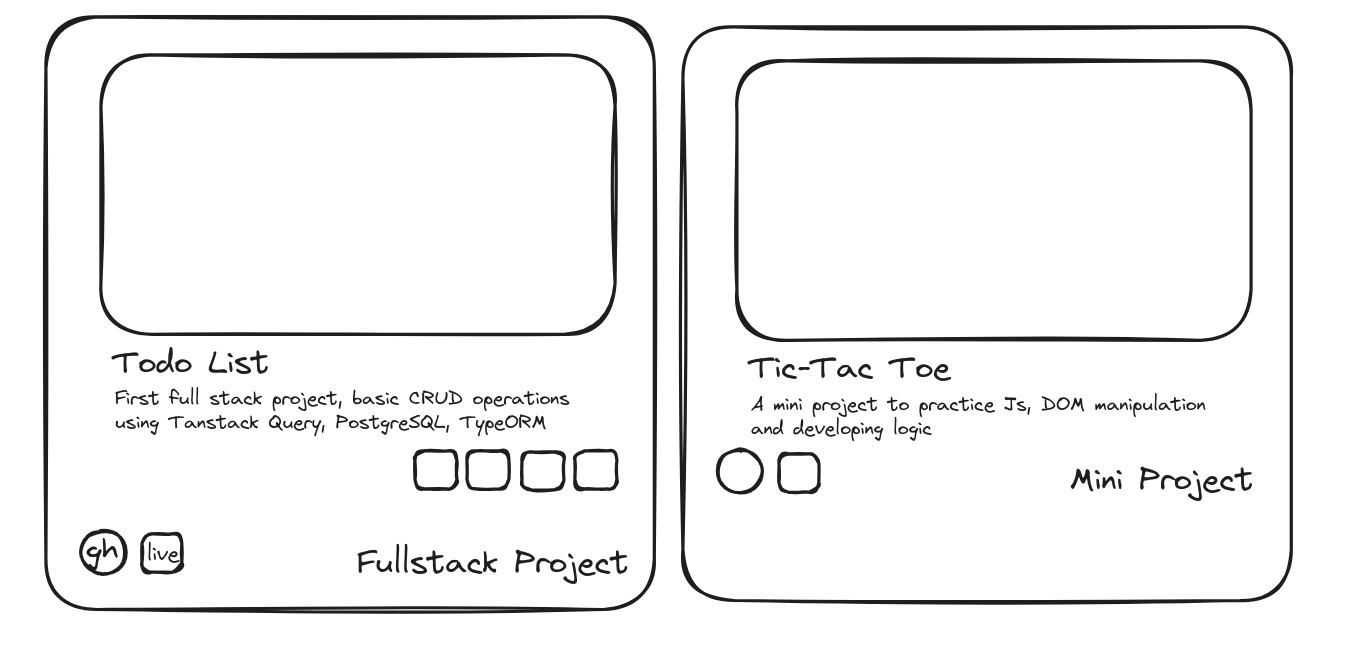 Todo List
First full stack project, basic CRUD operations
using Tanstack Query, PostgreSQL, TypeORM
gh
live
Fullstack Project
Tic-Tac Toe
A mini project to practice Js, DOM manipulation
and developing logic
Mini Project